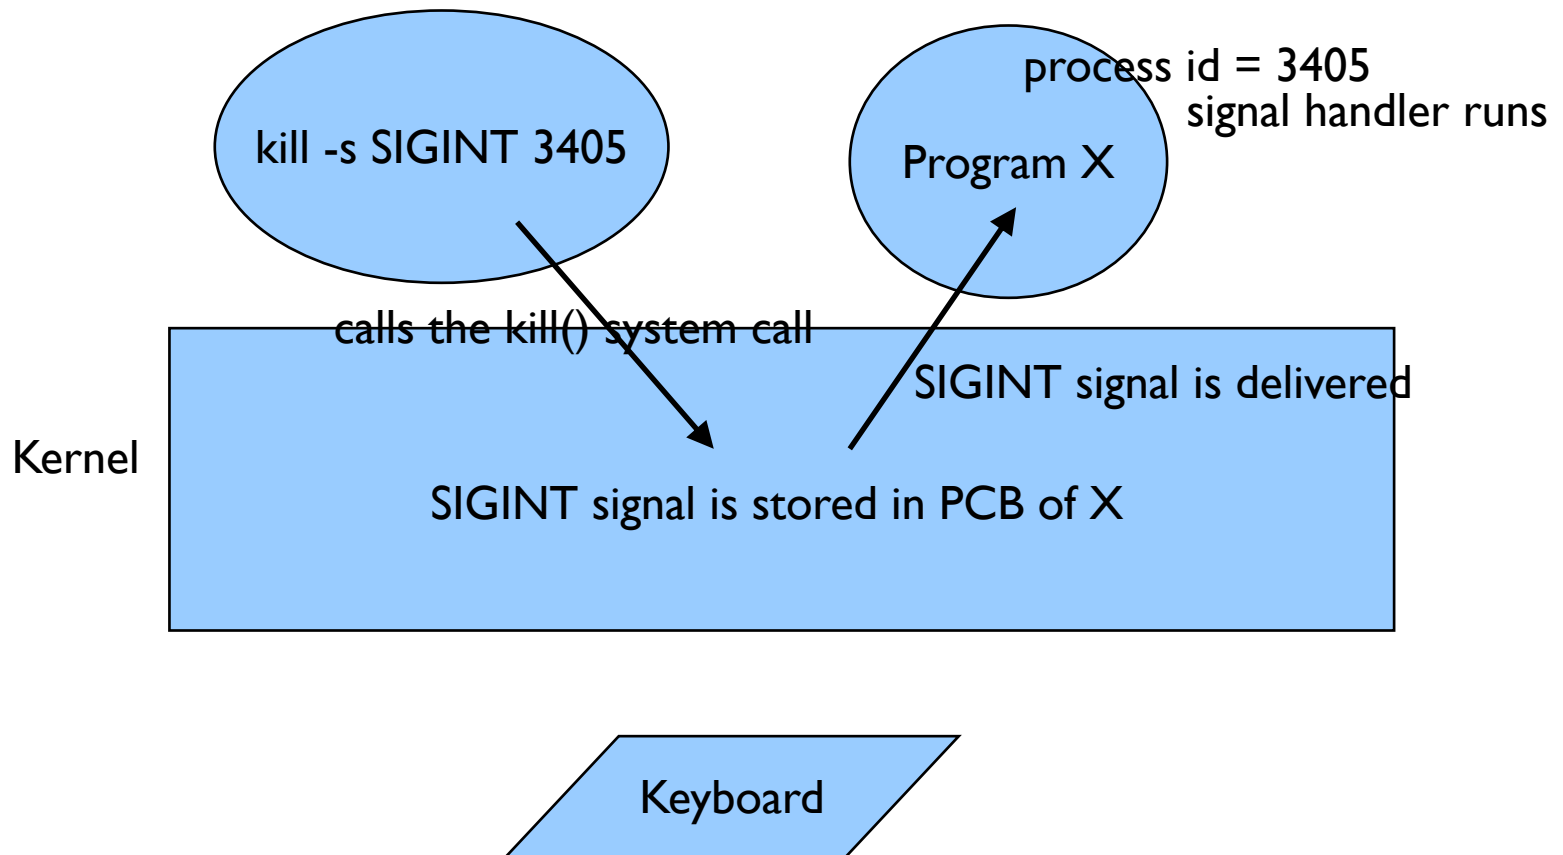 process id = 3405
signal handler runs
kill -s SIGINT 3405
Program X
calls the kill() system call
SIGINT signal is delivered
Kernel
SIGINT signal is stored in PCB of X
Keyboard